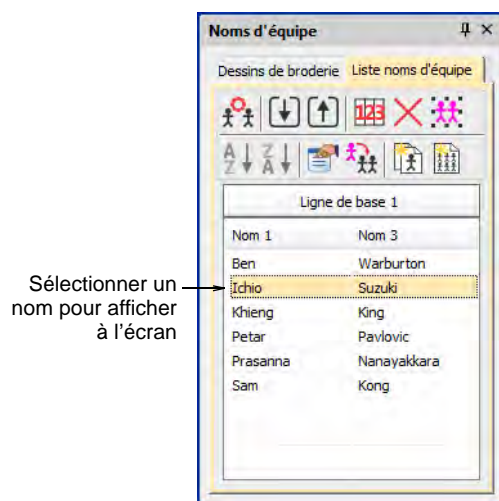 Noms d'équipe
Dessins de broderie Liste noms d'équipe
123
A Z Z A
Ligne de base 1
Nom 1 Nom 3
Ben Warburton
Ichio Suzuki
Khieng King
Petar Pavlovic
Prasanna Nanayakkara
Sam Kong
Sélectionner un
nom pour afficher
à l'écran